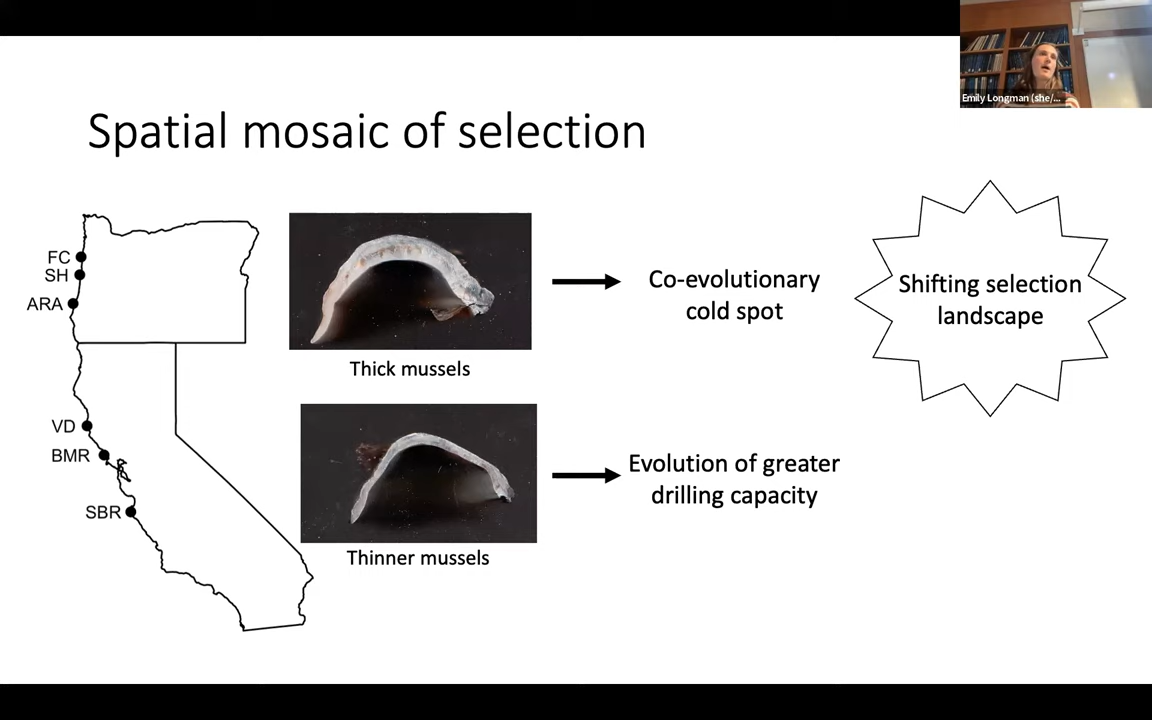 Emily Longman (she/...
Spatial mosaic of selection
FC
SH
ARA
VD
BMR
SBR
Thick mussels
Co-evolutionary
cold spot
Shifting selection
landscape
Thinner mussels
Evolution of greater
drilling capacity